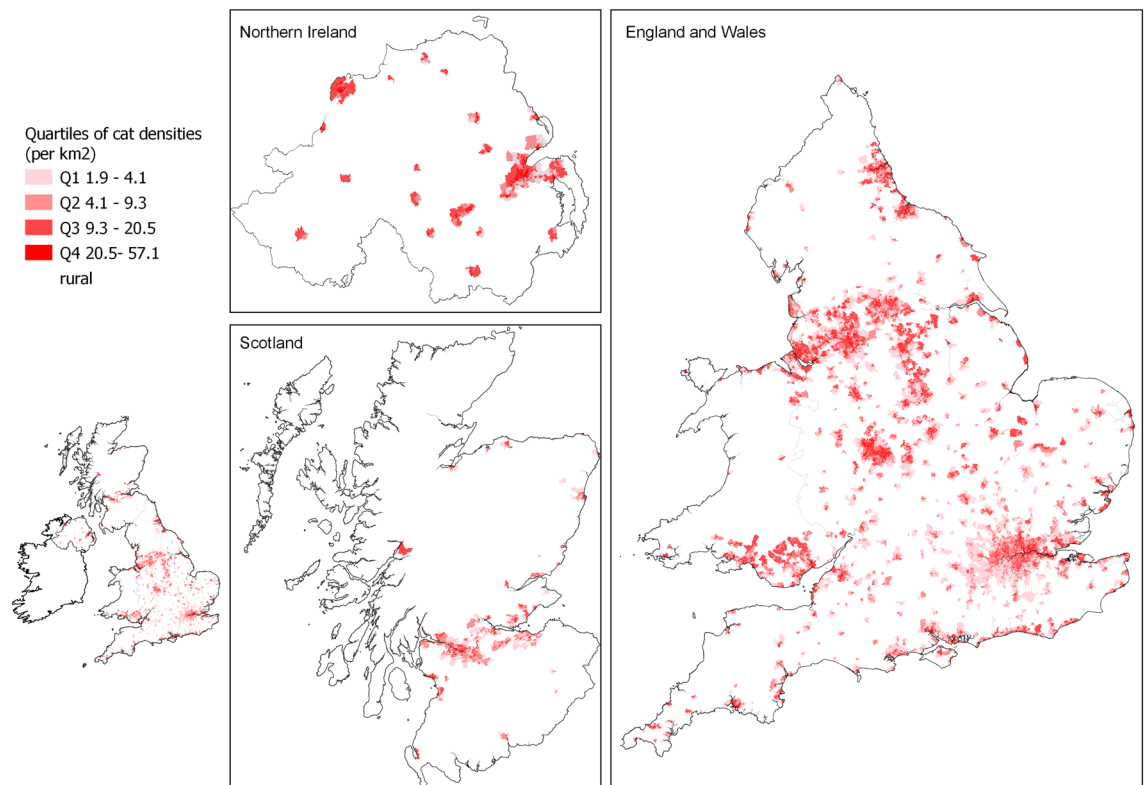 Northern Ireland
England and Wales
Quartiles of cat densities
(per km2)
Q1 1.9 - 4.1
Q2 4.1 - 9.3
Q3 9.3 - 20.5
Q4 20.5- 57.1
rural
Scotland